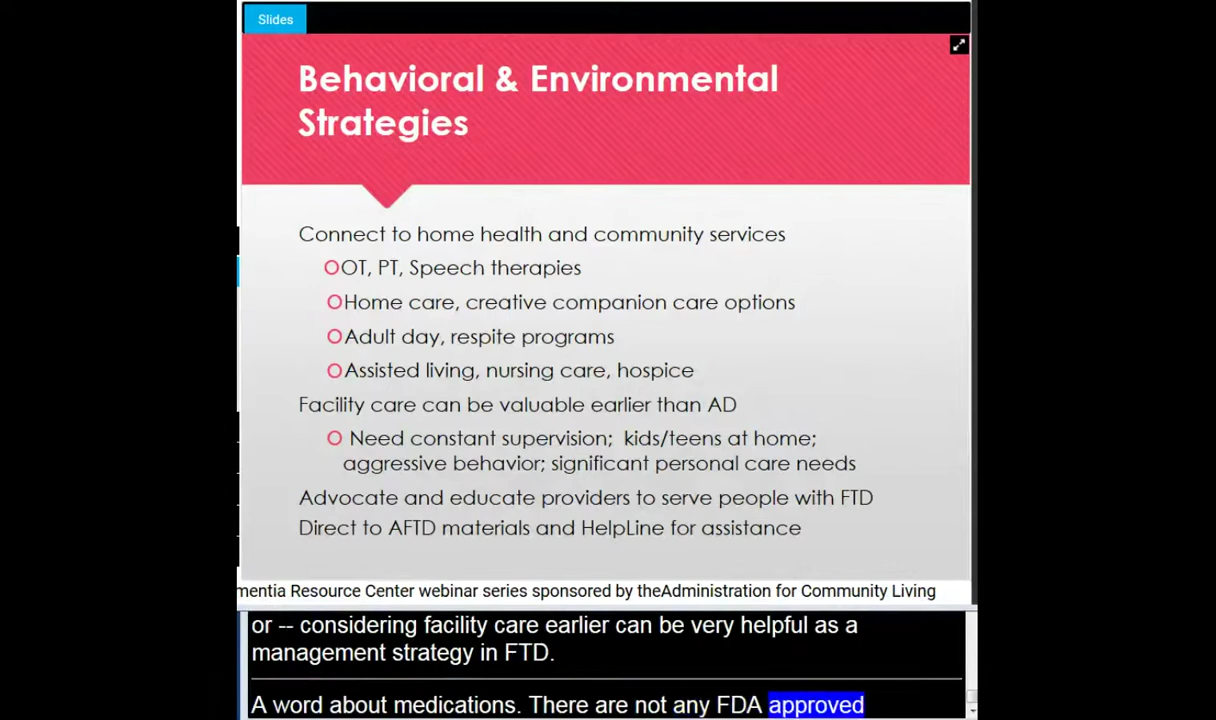 Slides
Behavioral & Environmental
Strategies
Connect to home health and community services
OOT, PT, Speech therapies
OHome care, creative companion care options
OAdult day, respite programs
OAssisted living, nursing care, hospice
Facility care can be valuable earlier than AD
O Need constant supervision; kids/teens at home;
aggressive behavior; significant personal care needs
Advocate and educate providers to serve people with FTD
Direct to AFTD materials and HelpLine for assistance
mentia Resource Center webinar series sponsored by theAdministration for Community Living
or -- considering facility care earlier can be very helpful as a
management strategy in FTD.
A word about medications. There are not any FDA approved